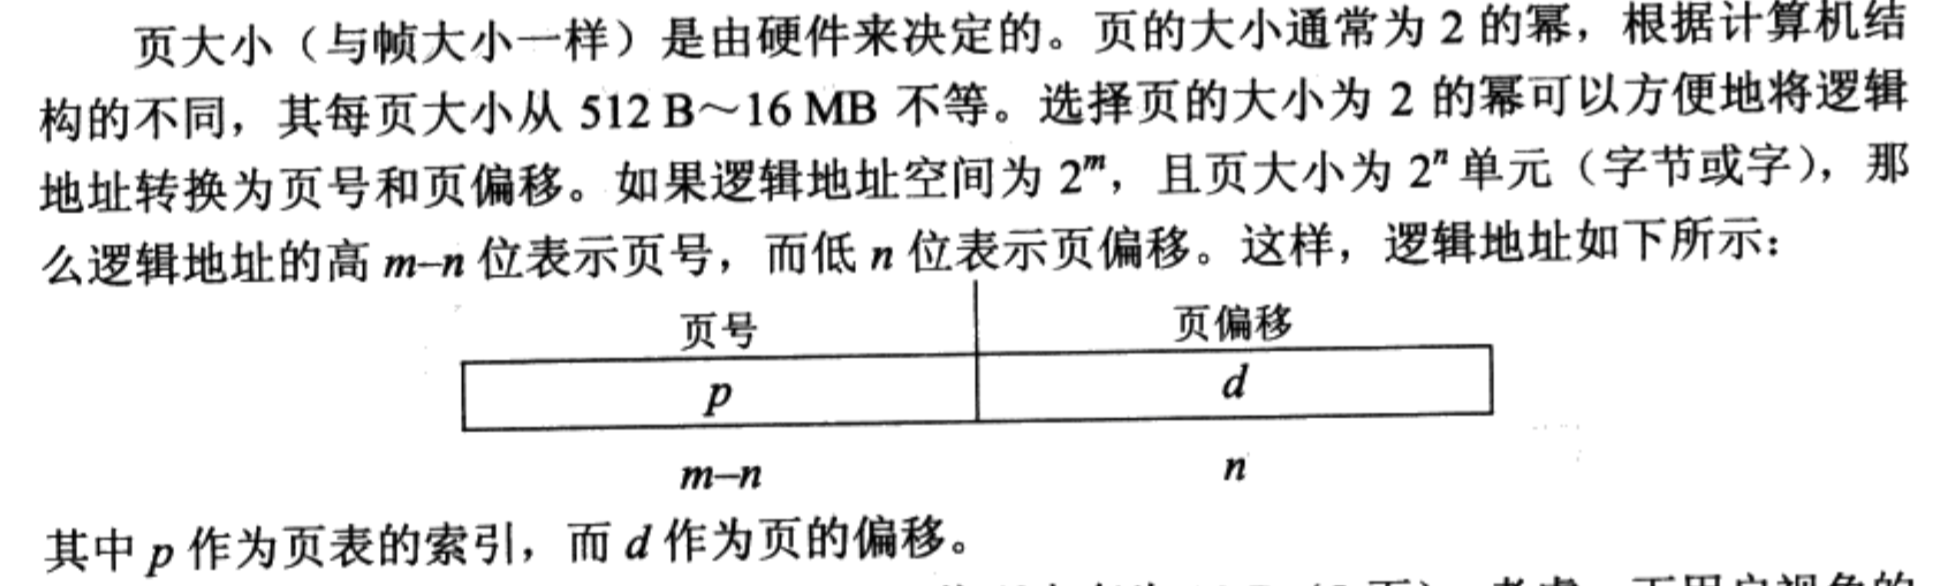 页大小（与帧大小一样）是由硬件来决定的。页的大小通常为 2 的幂，根据计算机结
构的不同，其每页大小从 512 B～16 MB 不等。选择页的大小为 2 的幂可以方便地将逻辑
地址转换为页号和页偏移。如果逻辑地址空间为 2ᵐ，且页大小为 2ⁿ 单元（字节或字），那
么逻辑地址的高 m–n 位表示页号，而低 n 位表示页偏移。这样，逻辑地址如下所示：
页号 页偏移
p d
m–n n
其中 p 作为页表的索引，而 d 作为页的偏移。